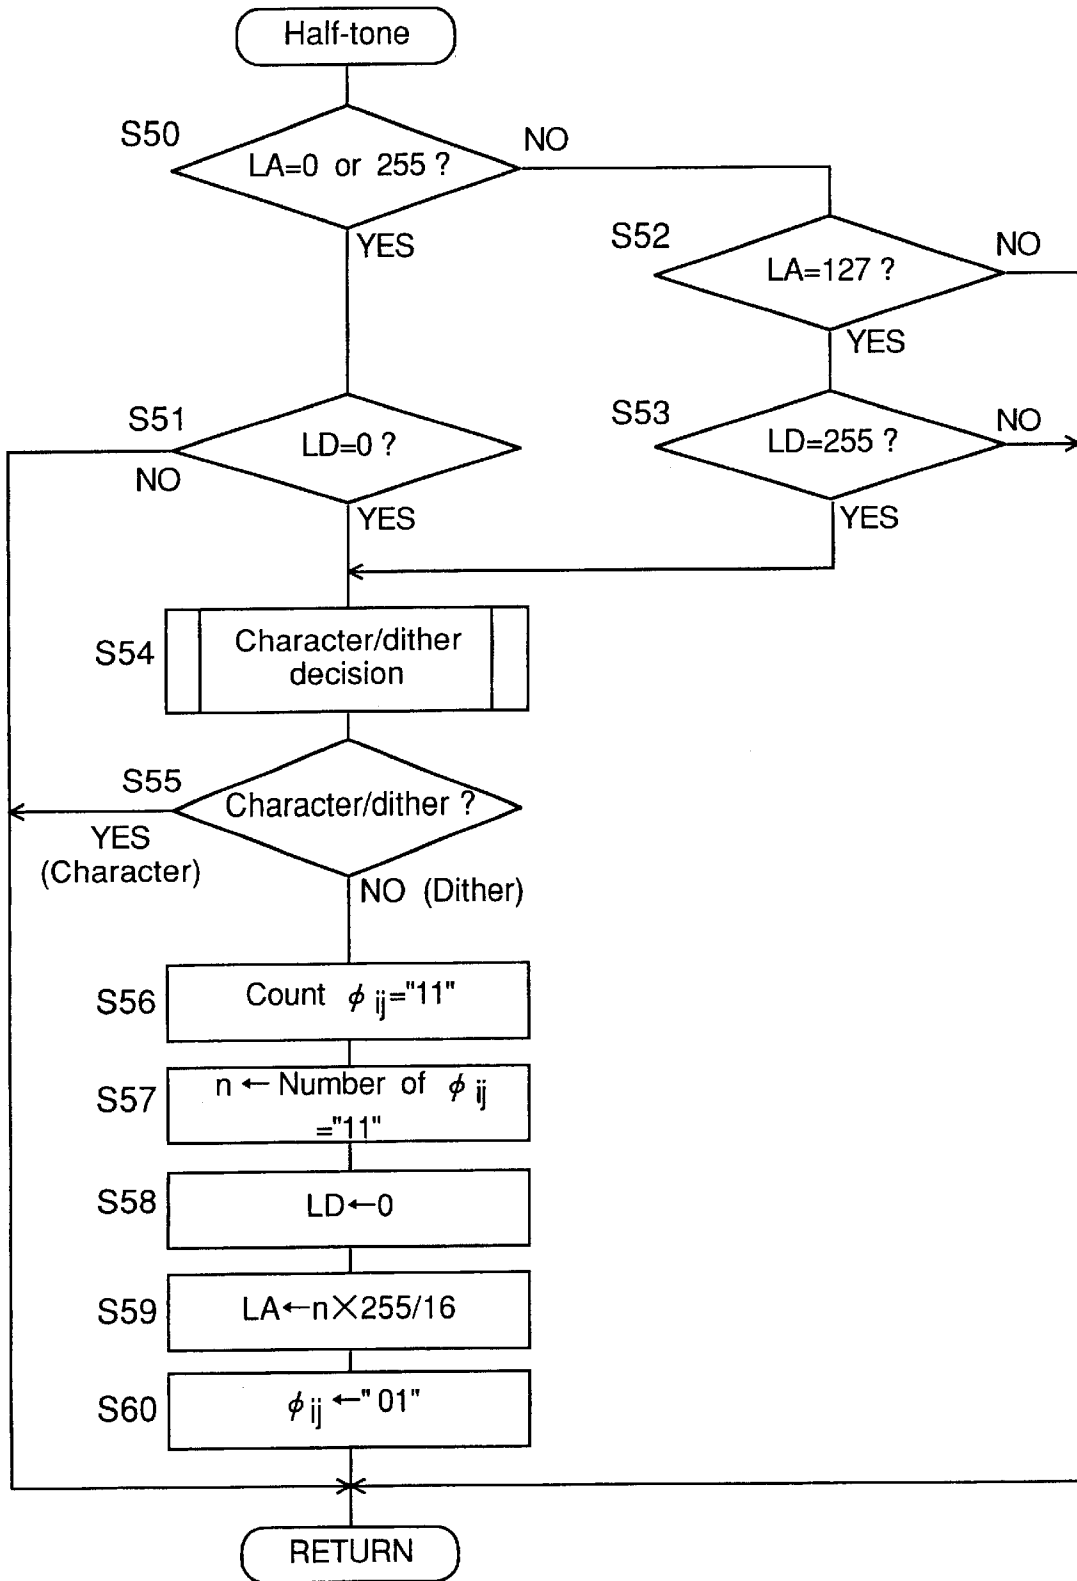 Half-tone
S50
LA=0 or 255 ?
NO
YES
S52
LA=127 ?
NO
YES
S51
LD=0 ?
NO
YES
S53
LD=255 ?
NO
YES
S54
Character/dither
decision
S55
Character/dither ?
YES
(Character)
NO (Dither)
S56
Count ϕ ij="11"
S57
n ← Number of ϕ ij
="11"
S58
LD←0
S59
LA←n×255/16
S60
ϕ ij ←"01"
RETURN